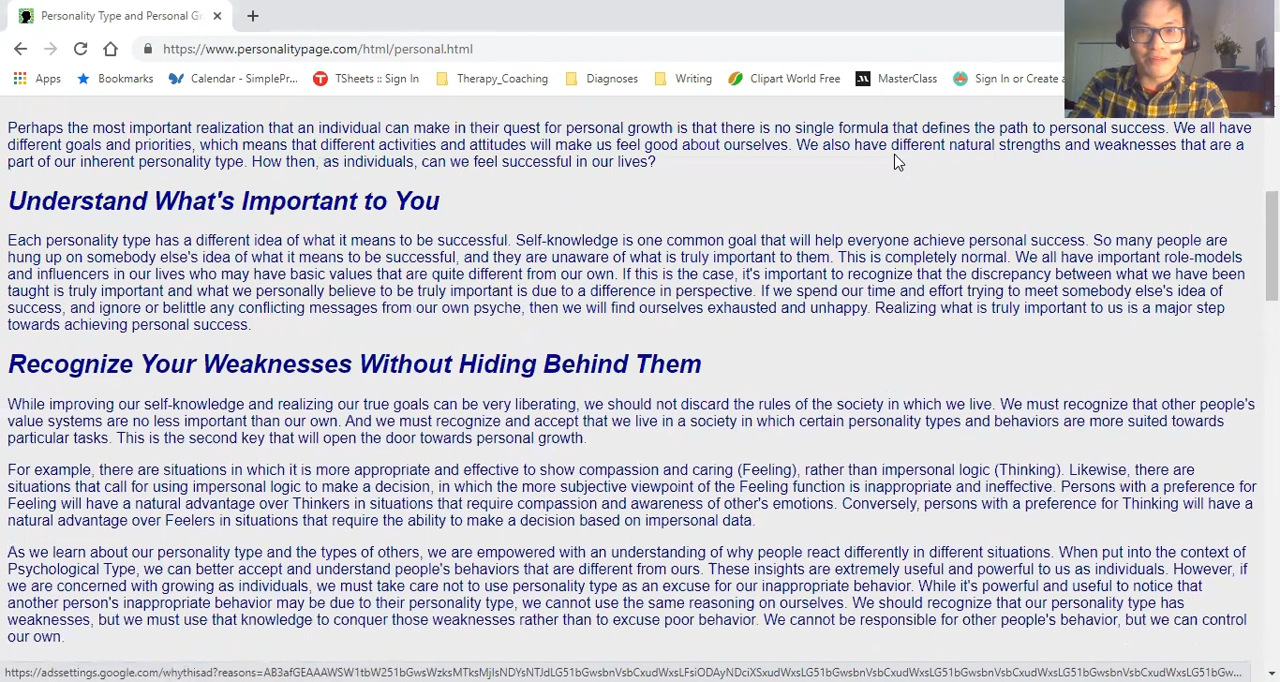 Personality Type and Personal Gr
https://www.personalitypage.com/html/personal.html
Apps Bookmarks Calendar - SimplePr... TSheets :: Sign In Therapy_Coaching Diagnoses Writing Clipart World Free MasterClass Sign In or Create a
Perhaps the most important realization that an individual can make in their quest for personal growth is that there is no single formula that defines the path to personal success. We all have
different goals and priorities, which means that different activities and attitudes will make us feel good about ourselves. We also have different natural strengths and weaknesses that are a
part of our inherent personality type. How then, as individuals, can we feel successful in our lives?
Understand What's Important to You
Each personality type has a different idea of what it means to be successful. Self-knowledge is one common goal that will help everyone achieve personal success. So many people are
hung up on somebody else's idea of what it means to be successful, and they are unaware of what is truly important to them. This is completely normal. We all have important role-models
and influencers in our lives who may have basic values that are quite different from our own. If this is the case, it's important to recognize that the discrepancy between what we have been
taught is truly important and what we personally believe to be truly important is due to a difference in perspective. If we spend our time and effort trying to meet somebody else's idea of
success, and ignore or belittle any conflicting messages from our own psyche, then we will find ourselves exhausted and unhappy. Realizing what is truly important to us is a major step
towards achieving personal success.
Recognize Your Weaknesses Without Hiding Behind Them
While improving our self-knowledge and realizing our true goals can be very liberating, we should not discard the rules of the society in which we live. We must recognize that other people's
value systems are no less important than our own. And we must recognize and accept that we live in a society in which certain personality types and behaviors are more suited towards
particular tasks. This is the second key that will open the door towards personal growth.
For example, there are situations in which it is more appropriate and effective to show compassion and caring (Feeling), rather than impersonal logic (Thinking). Likewise, there are
situations that call for using impersonal logic to make a decision, in which the more subjective viewpoint of the Feeling function is inappropriate and ineffective. Persons with a preference for
Feeling will have a natural advantage over Thinkers in situations that require compassion and awareness of other's emotions. Conversely, persons with a preference for Thinking will have a
natural advantage over Feelers in situations that require the ability to make a decision based on impersonal data.
As we learn about our personality type and the types of others, we are empowered with an understanding of why people react differently in different situations. When put into the context of
Psychological Type, we can better accept and understand people's behaviors that are different from ours. These insights are extremely useful and powerful to us as individuals. However, if
we are concerned with growing as individuals, we must take care not to use personality type as an excuse for our inappropriate behavior. While it's powerful and useful to notice that
another person's inappropriate behavior may be due to their personality type, we cannot use the same reasoning on ourselves. We should recognize that our personality type has
weaknesses, but we must use that knowledge to conquer those weaknesses rather than to excuse poor behavior. We cannot be responsible for other people's behavior, but we can control
our own.